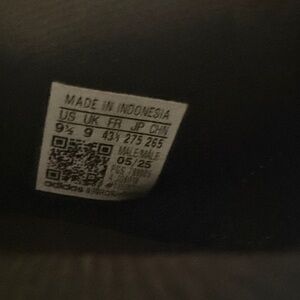 MADE IN INDONESIA
US UK FR JP CHN
9½ 9 43⅓ 275 265
MALE/MALE
05/25
adidas